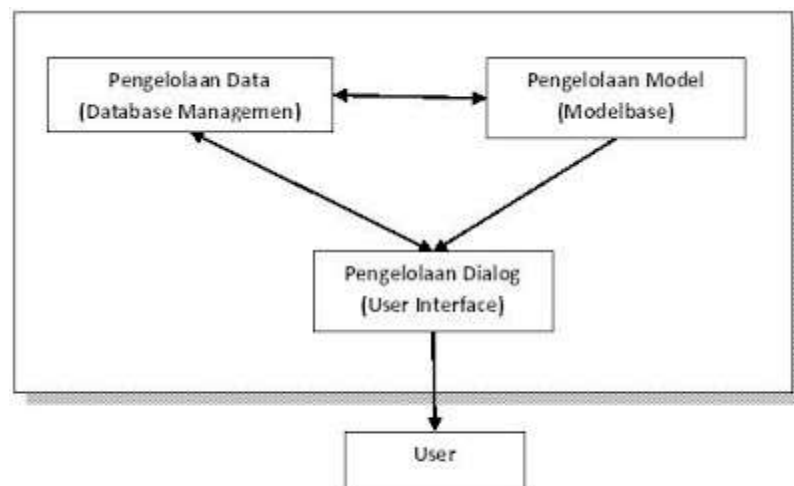 Pengelolaan Data
(Database Managemen)
Pengelolaan Model
(Modelbase)
Pengelolaan Dialog
(User Interface)
User